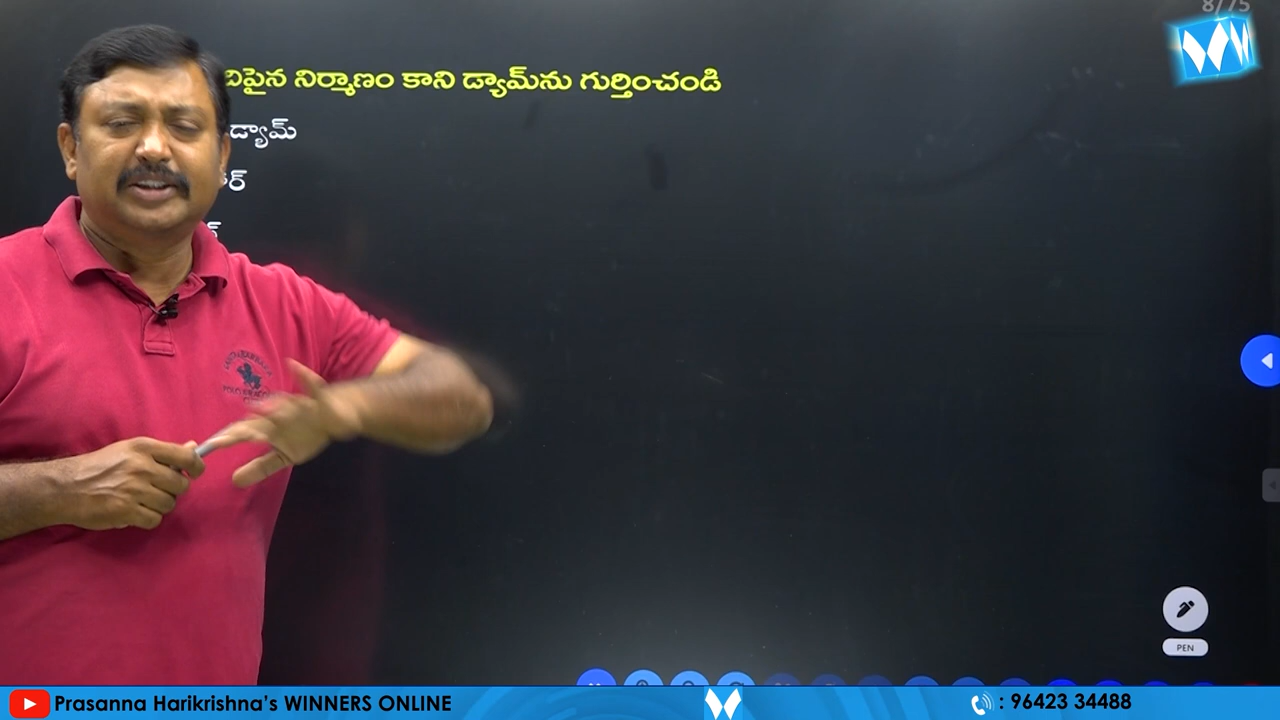 8/75
దిపైన నిర్మాణం కాని డ్యామ్‌ను గుర్తించండి
డ్యామ్
ర్
PEN
Prasanna Harikrishna's WINNERS ONLINE
: 96423 34488